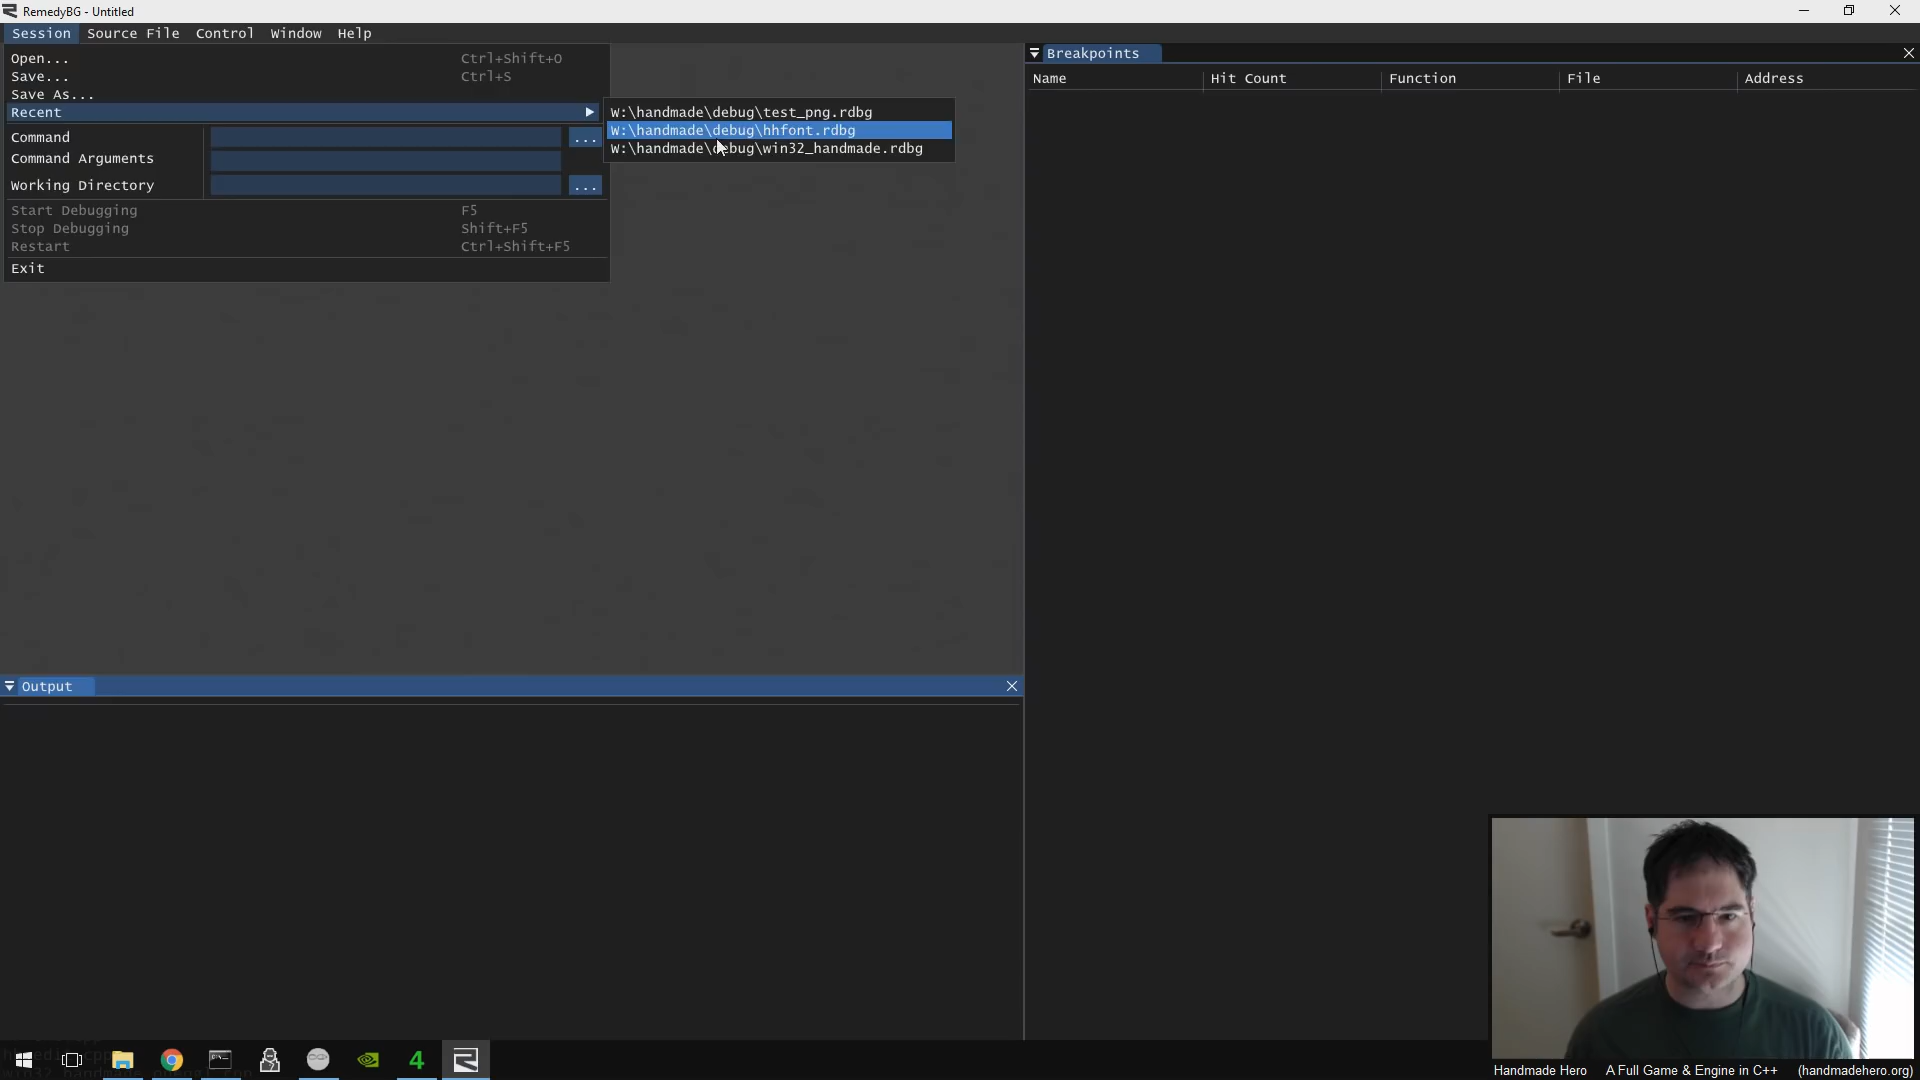 RemedyBG - Untitled
Session Source File Control Window Help
Open... Ctrl+Shift+O
Save... Ctrl+S
Save As...
Recent
W:\handmade\debug\test_png.rdbg
W:\handmade\debug\hhfont.rdbg
W:\handmade\debug\win32_handmade.rdbg
Command ...
Command Arguments
Working Directory ...
Start Debugging F5
Stop Debugging Shift+F5
Restart Ctrl+Shift+F5
Exit
Breakpoints
Name Hit Count Function File Address
Output
4
Handmade Hero A Full Game & Engine in C++ (handmadehero.org)